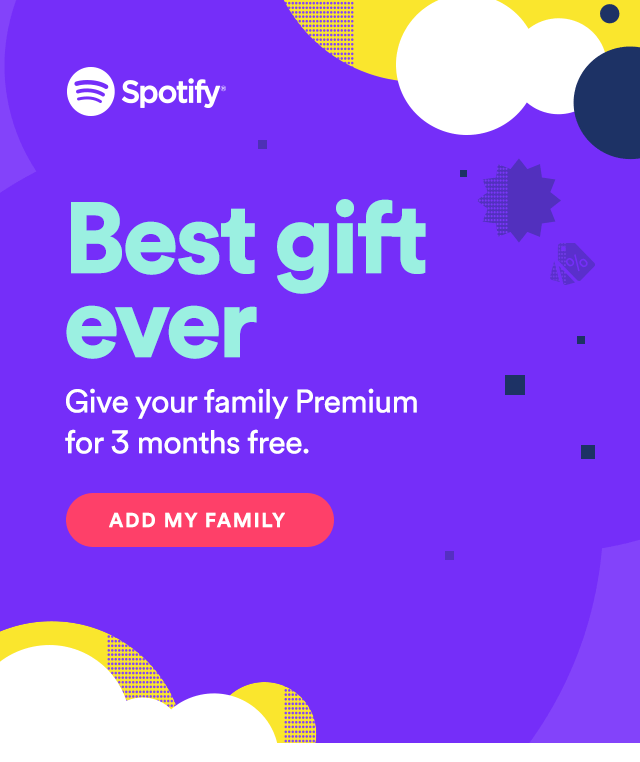 Spotify®
%
Best gift
ever
Give your family Premium
for 3 months free.
ADD MY FAMILY